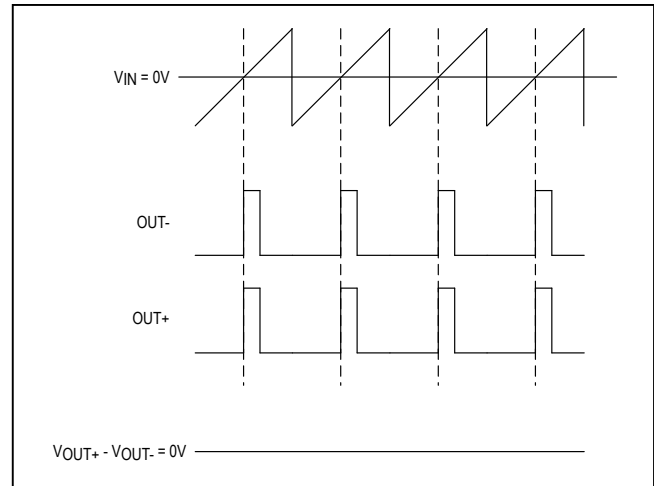 VIN = 0V
OUT-
OUT+
VOUT+ - VOUT- = 0V